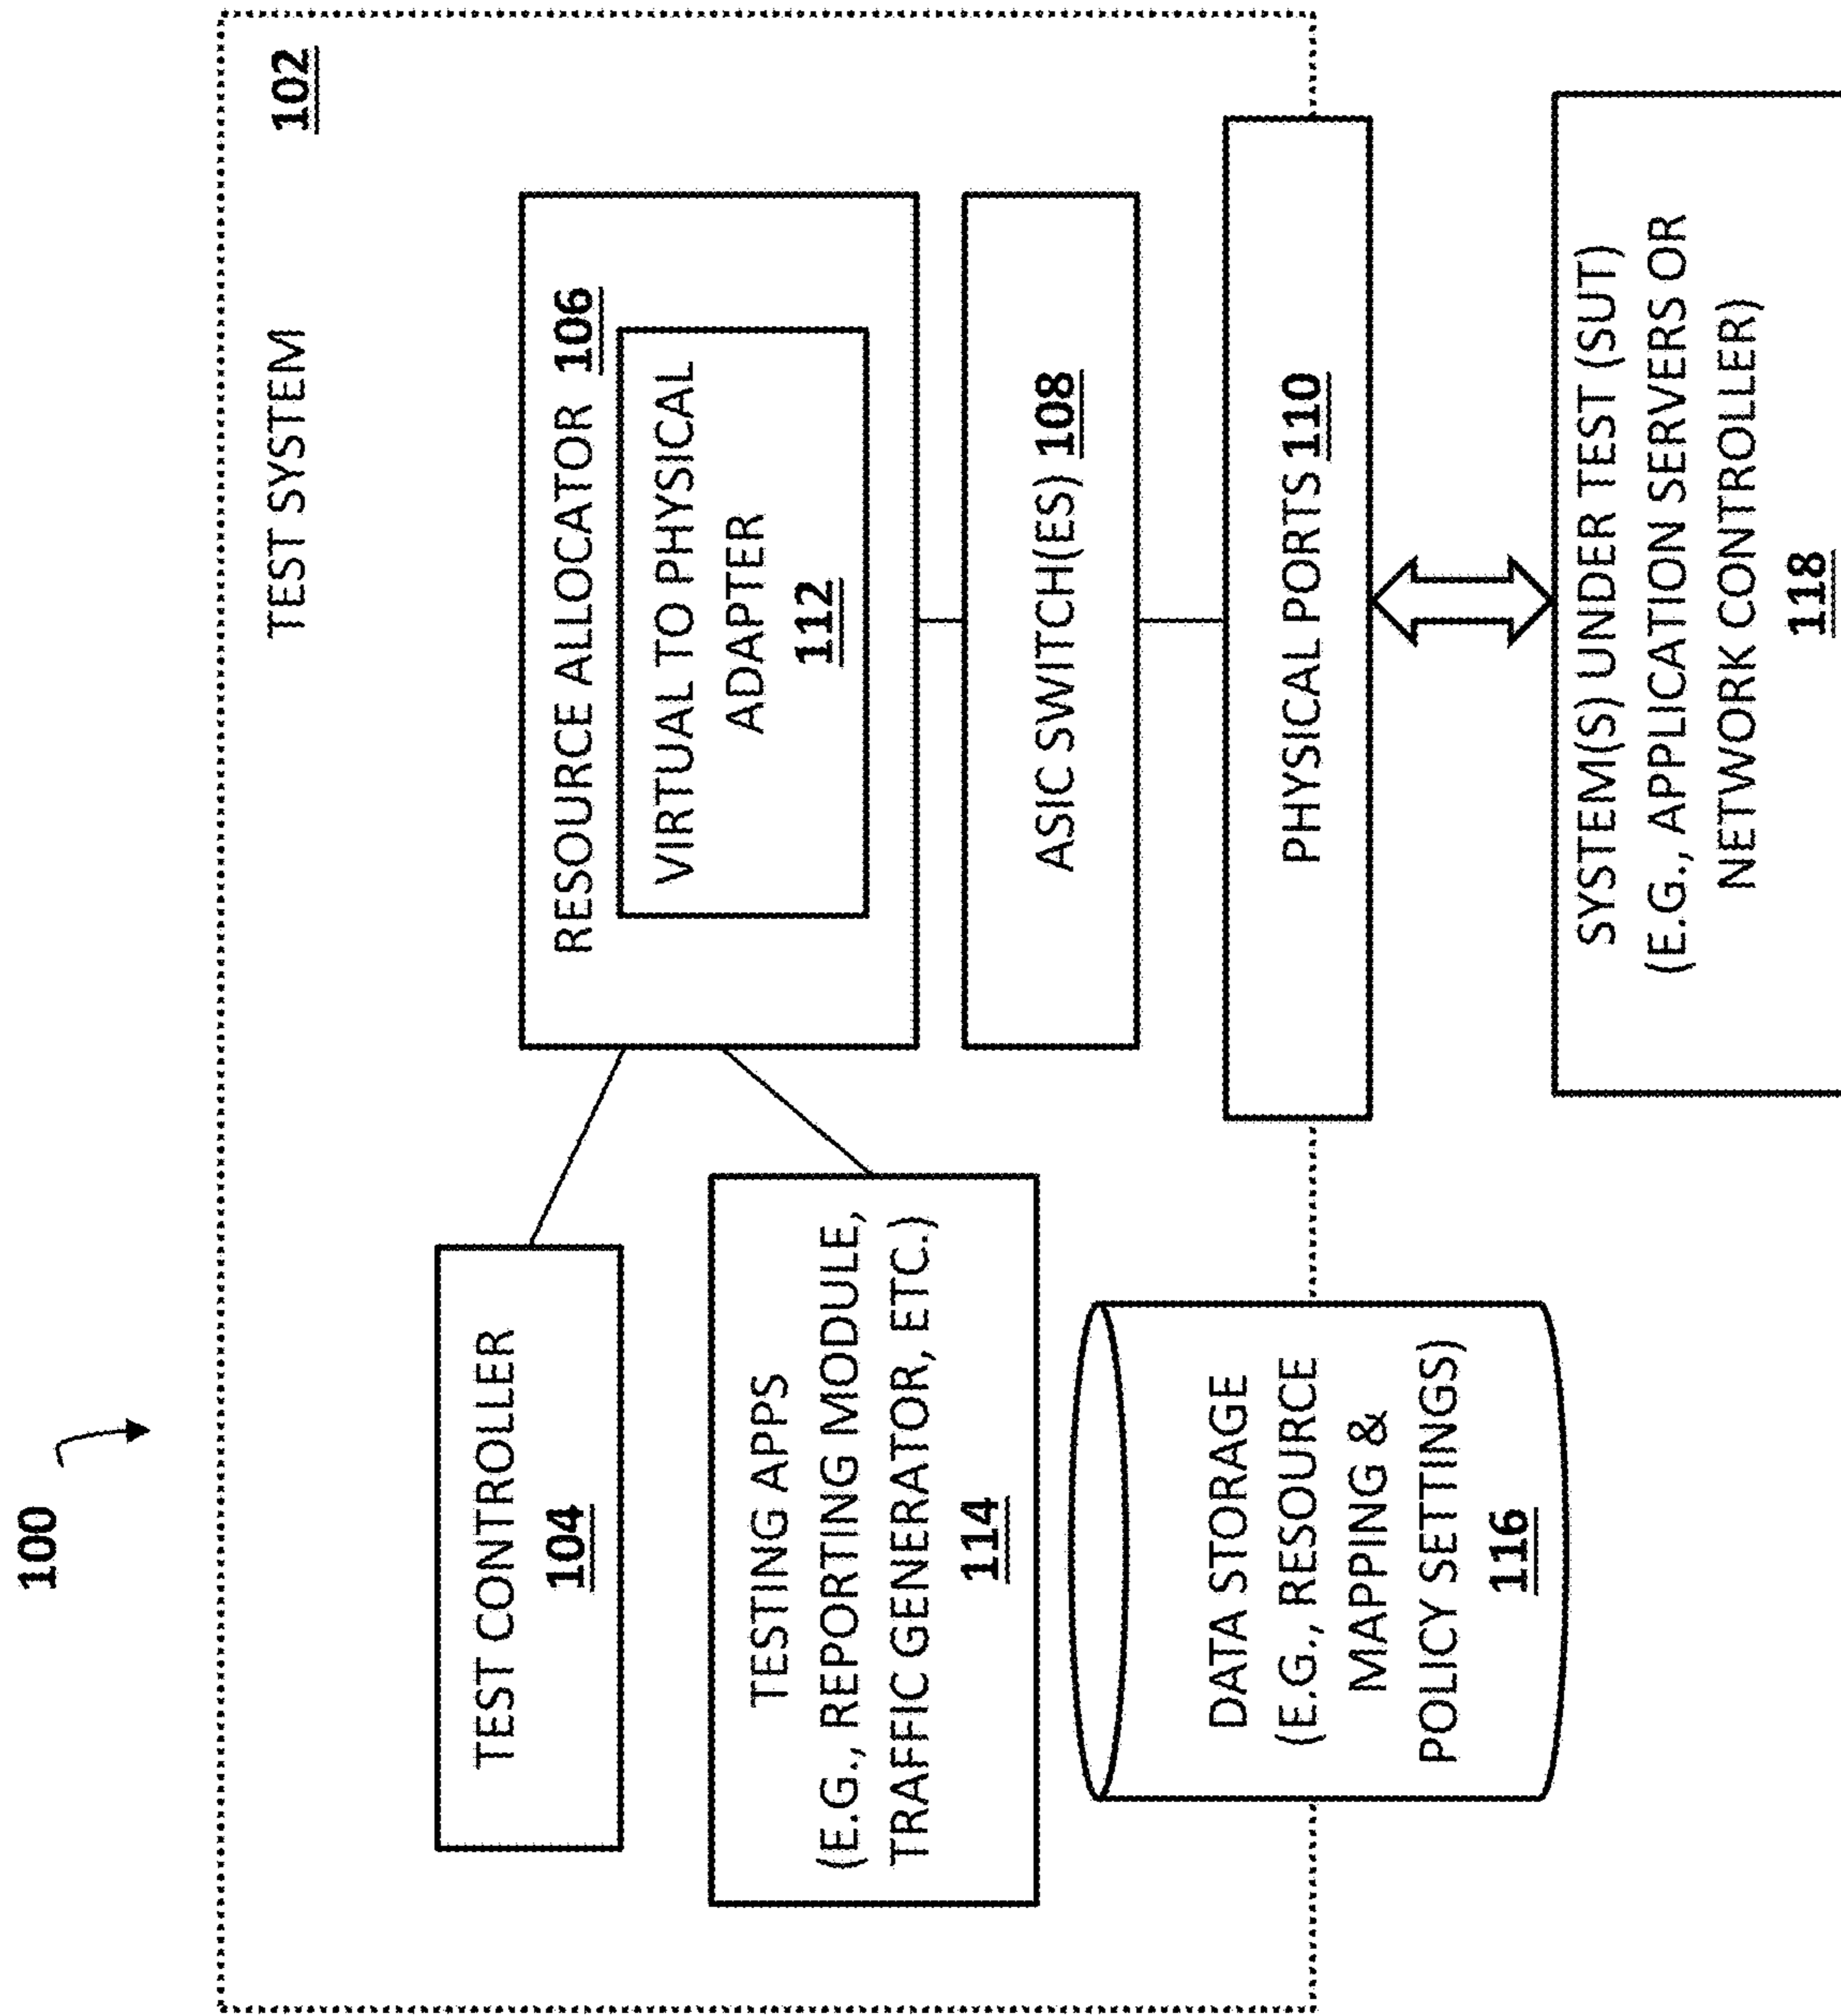 100
TEST SYSTEM
102
TEST CONTROLLER
104
RESOURCE ALLOCATOR 106
VIRTUAL TO PHYSICAL
ADAPTER
112
TESTING APPS
(E.G., REPORTING MODULE,
TRAFFIC GENERATOR, ETC.)
114
ASIC SWITCH(ES) 108
PHYSICAL PORTS 110
DATA STORAGE
(E.G., RESOURCE
MAPPING &
POLICY SETTINGS)
116
SYSTEM(S) UNDER TEST (SUT)
(E.G., APPLICATION SERVERS OR
NETWORK CONTROLLER)
118